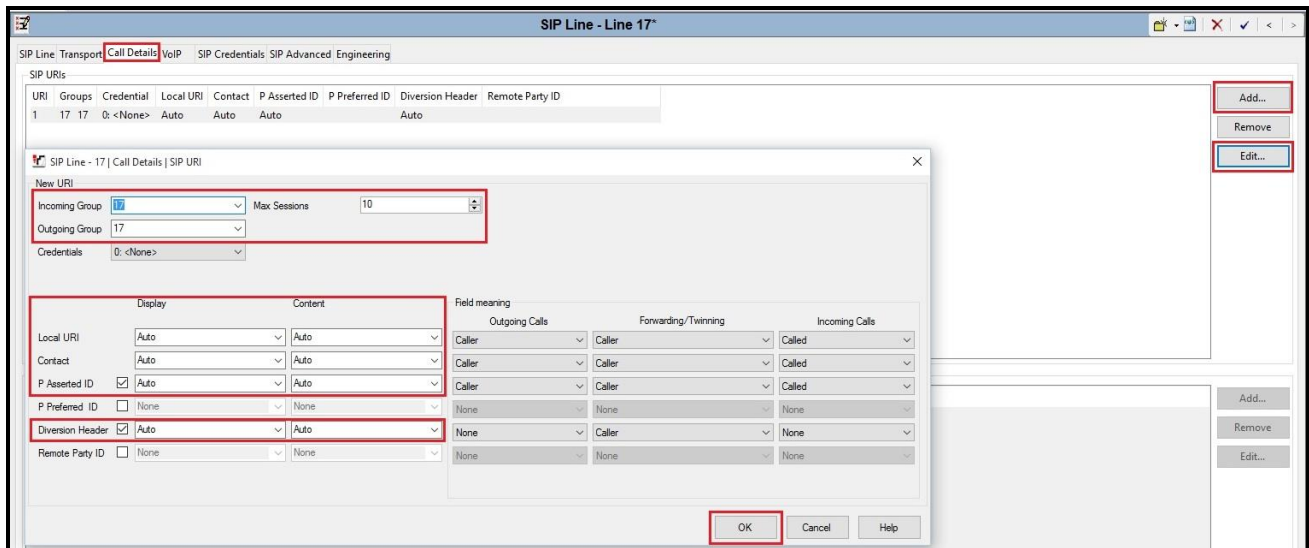 SIP Line - Line 17*
SIP Line Transport Call Details VoIP SIP Credentials SIP Advanced Engineering
SIP URIs
URI Groups Credential Local URI Contact P Asserted ID P Preferred ID Diversion Header Remote Party ID
1 17 17 0: <None> Auto Auto Auto Auto
Add...
Remove
Edit...
SIP Line - 17 | Call Details | SIP URI
New URI
Incoming Group 17 Max Sessions 10
Outgoing Group 17
Credentials 0: <None>
Display Content Field meaning
Outgoing Calls Forwarding/Twinning Incoming Calls
Local URI Auto Auto Caller Caller Called
Contact Auto Auto Caller Caller Called
P Asserted ID Auto Auto Caller Caller Called
P Preferred ID None None None None None
Diversion Header Auto Auto None Caller None
Remote Party ID None None None None None
OK Cancel Help
Add...
Remove
Edit...